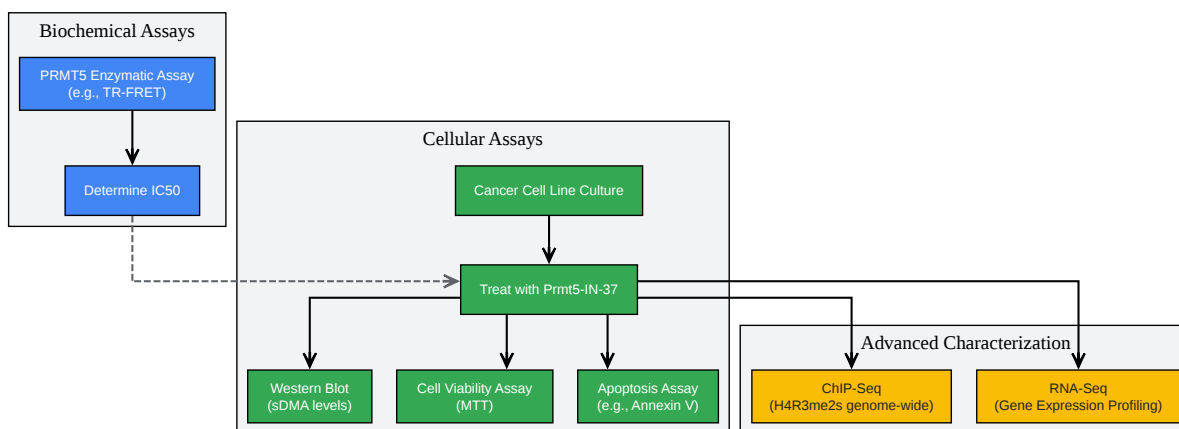 Biochemical Assays
PRMT5 Enzymatic Assay
(e.g., TR-FRET)
Determine IC50
Cellular Assays
Cancer Cell Line Culture
Treat with Prmt5-IN-37
Western Blot
(sDMA levels)
Cell Viability Assay
(MTT)
Apoptosis Assay
(e.g., Annexin V)
Advanced Characterization
ChIP-Seq
(H4R3me2s genome-wide)
RNA-Seq
(Gene Expression Profiling)